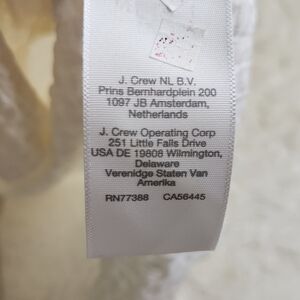 J. Crew NL B.V.
Prins Bernhardplein 200
1097 JB Amsterdam,
Netherlands
J. Crew Operating Corp
251 Little Falls Drive
USA DE 19808 Wilmington,
Delaware
Verenidge Staten Van
Amerika
RN77388 CA56445